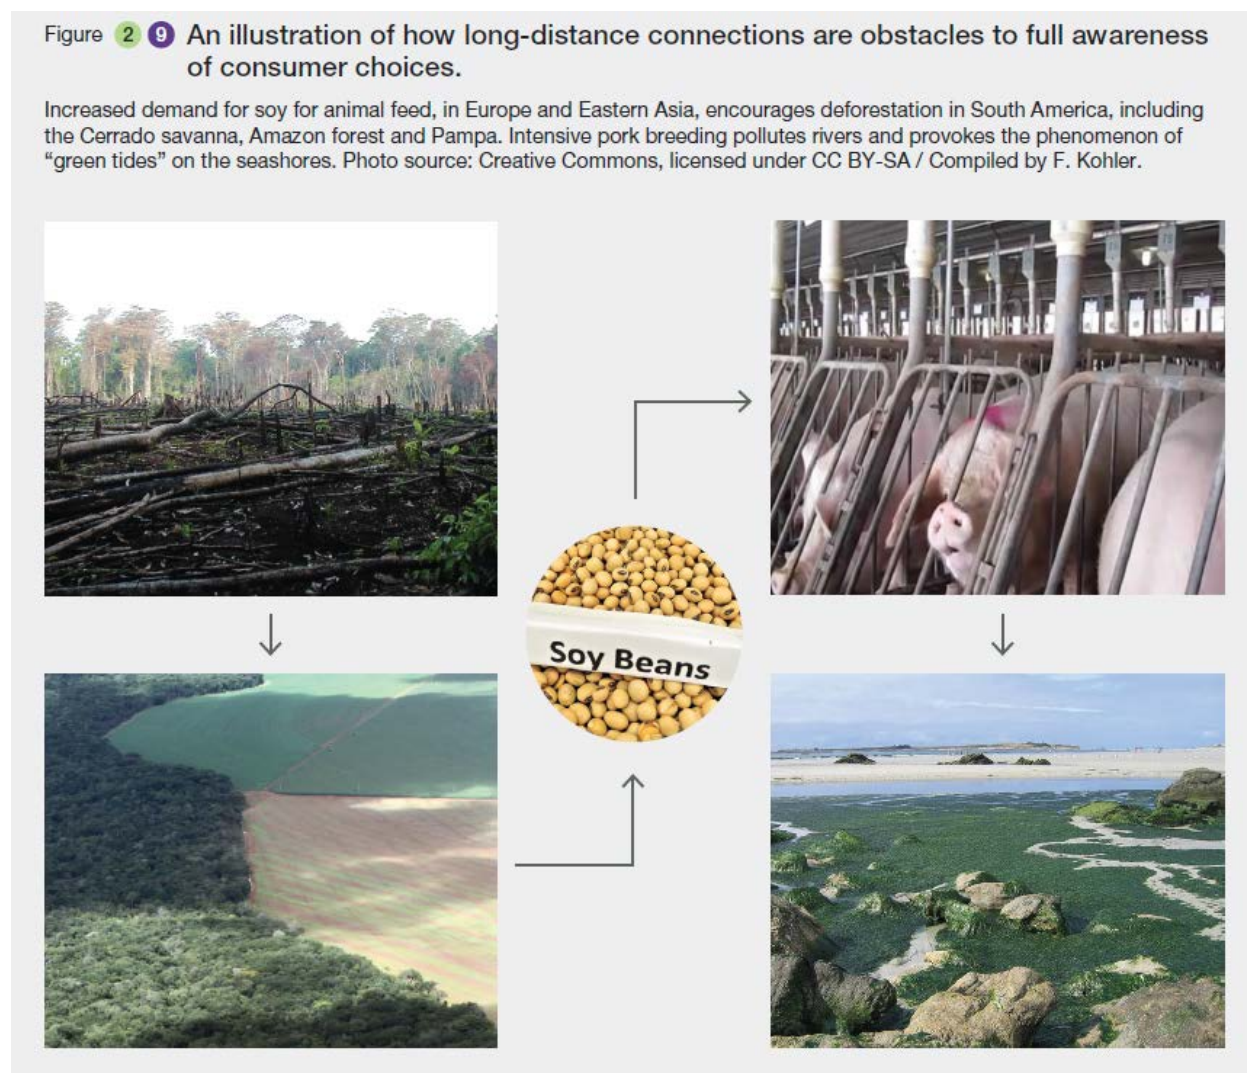 Figure 2 9 An illustration of how long-distance connections are obstacles to full awareness
of consumer choices.
Increased demand for soy for animal feed, in Europe and Eastern Asia, encourages deforestation in South America, including
the Cerrado savanna, Amazon forest and Pampa. Intensive pork breeding pollutes rivers and provokes the phenomenon of
“green tides” on the seashores. Photo source: Creative Commons, licensed under CC BY-SA / Compiled by F. Kohler.
Soy Beans